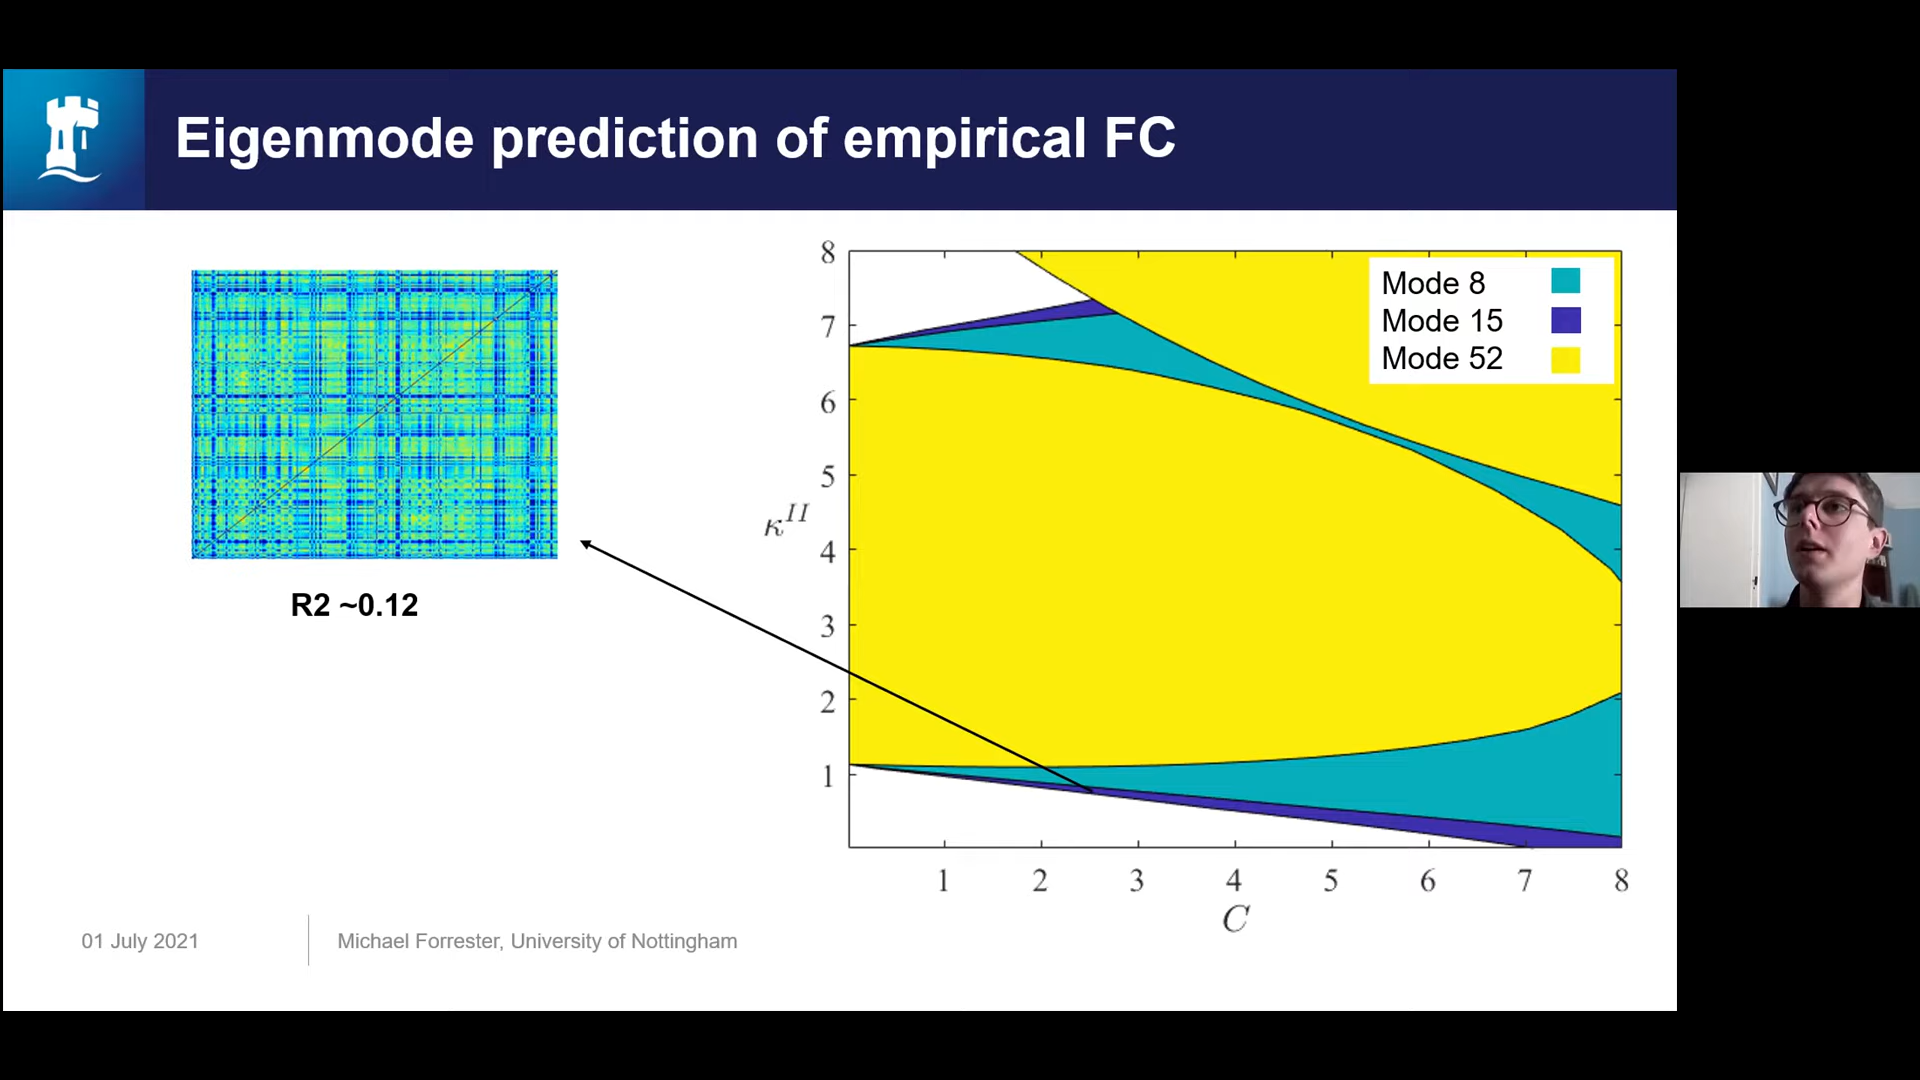 Eigenmode prediction of empirical FC
R2 ~0.12
8
7
6
5
4
3
2
1
κ^II
1 2 3 4 5 6 7 8
C
Mode 8
Mode 15
Mode 52
01 July 2021
Michael Forrester, University of Nottingham